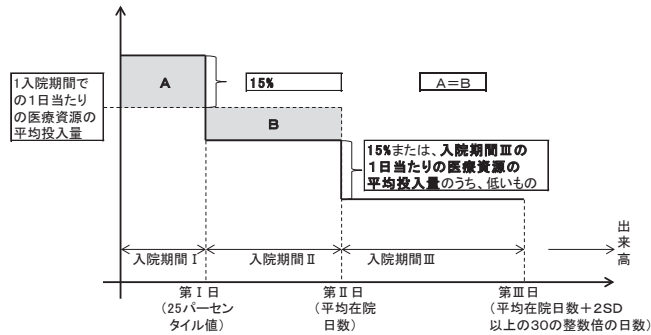 A
15%
A=B
1入院期間で
の1日当たり
の医療資源の
平均投入量
B
15%または、入院期間Ⅲの
1日当たりの医療資源の
平均投入量のうち、低いもの
出来高
入院期間Ⅰ
入院期間Ⅱ
入院期間Ⅲ
第Ⅰ日
(25パーセン
タイル値)
第Ⅱ日
(平均在院
日数)
第Ⅲ日
(平均在院日数+2SD
以上の30の整数倍の日数)